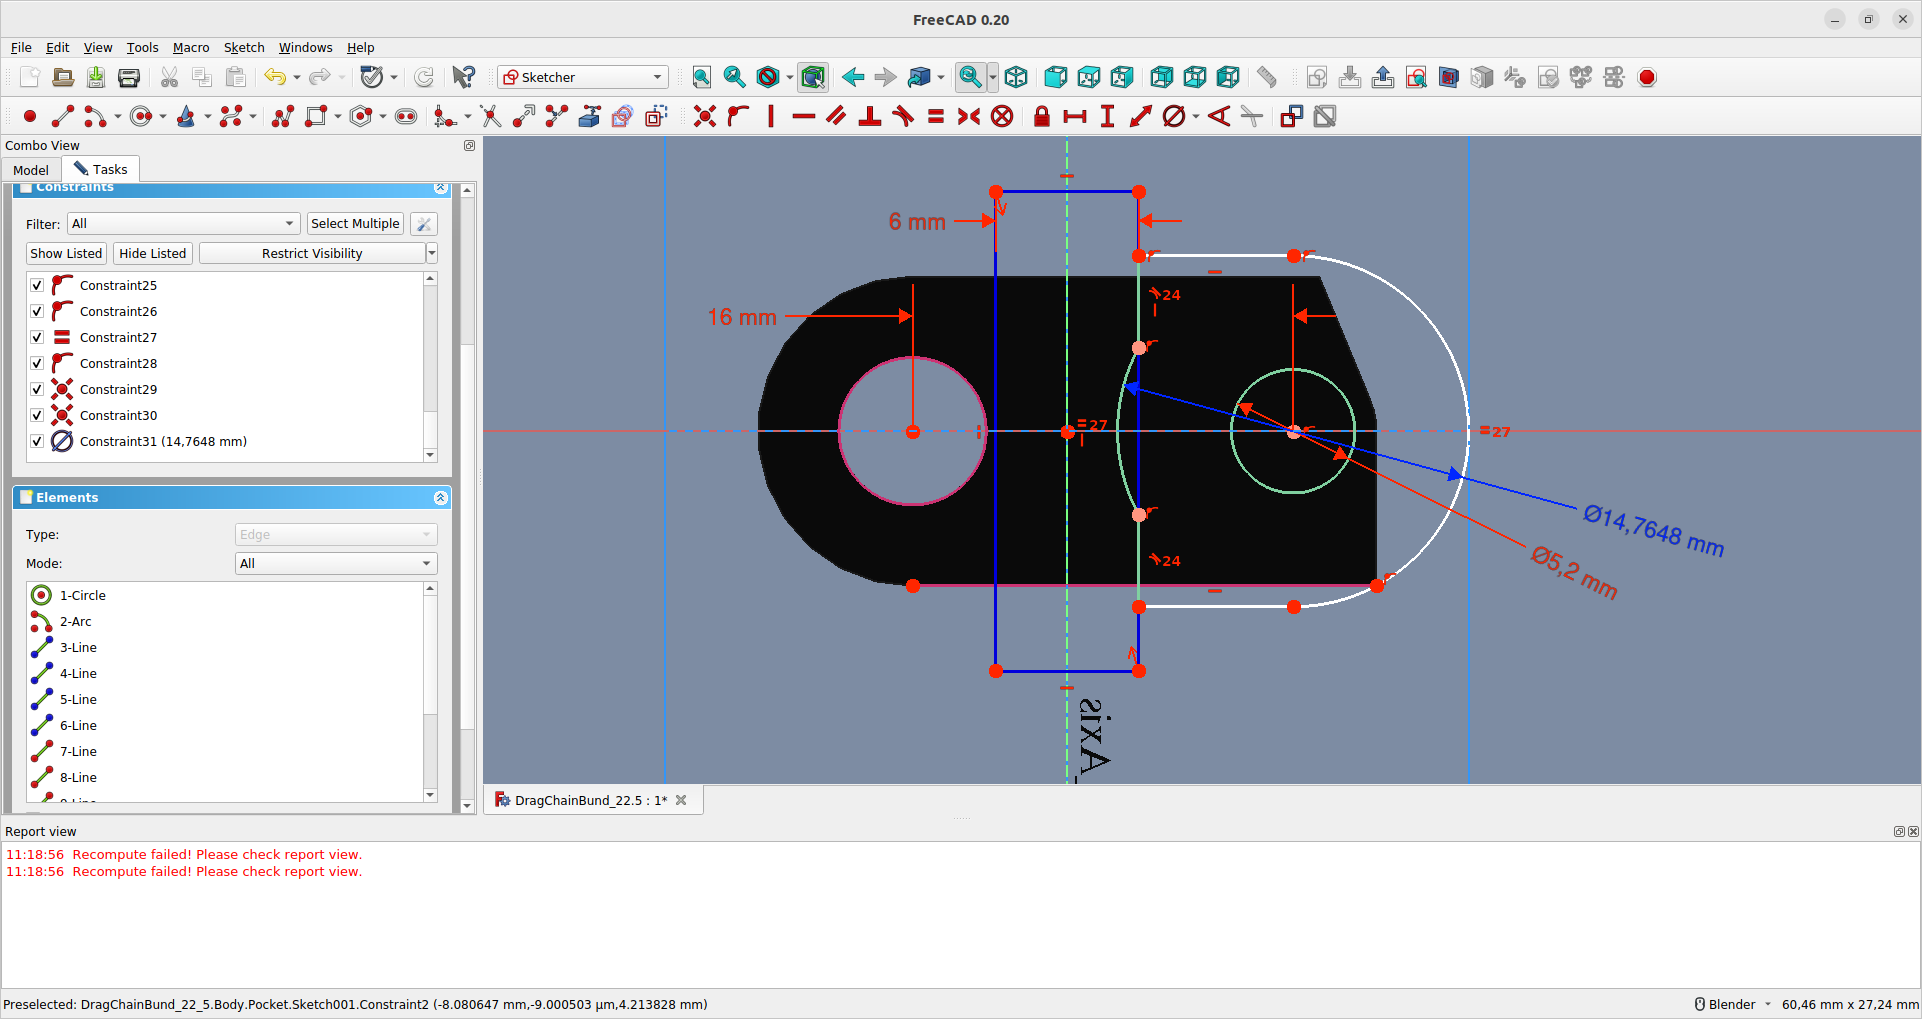 FreeCAD 0.20
File Edit View Tools Macro Sketch Windows Help
Sketcher
Combo View
Model Tasks
Constraints
Filter: All Select Multiple
Show Listed Hide Listed Restrict Visibility
Constraint25
Constraint26
Constraint27
Constraint28
Constraint29
Constraint30
Constraint31 (14,7648 mm)
Elements
Type: Edge
Mode: All
1-Circle
2-Arc
3-Line
4-Line
5-Line
6-Line
7-Line
8-Line
6 mm
16 mm
24
27
27
24
Ø14,7648 mm
Ø5,2 mm
Axis
DragChainBund_22.5 : 1*
Report view
11:18:56 Recompute failed! Please check report view.
11:18:56 Recompute failed! Please check report view.
Preselected: DragChainBund_22_5.Body.Pocket.Sketch001.Constraint2 (-8.080647 mm,-9.000503 µm,4.213828 mm)
Blender 60,46 mm x 27,24 mm